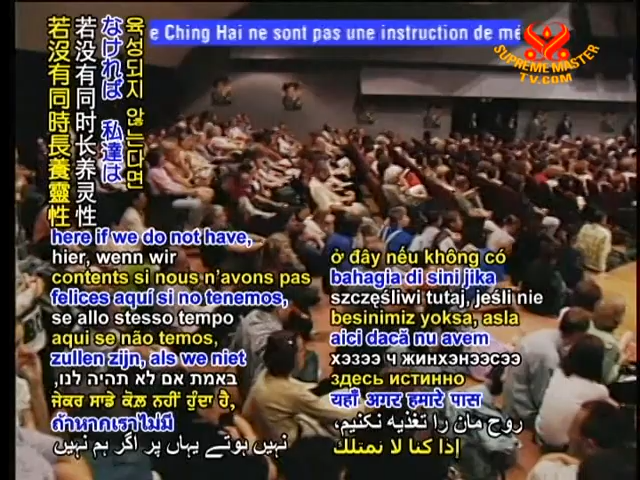 e Ching Hai ne sont pas une instruction de mé
SUPREME MASTER
TV.COM
육성되지 않는다면
なければ 私達は
若没有同时长养灵性
若沒有同時長養靈性
here if we do not have,
hier, wenn wir
contents si nous n'avons pas
felices aquí si no tenemos,
se allo stesso tempo
aqui se não temos,
zullen zijn, als we niet
באמת אם לא תהיה לנו,
ਜੇਕਰ ਸਾਡੇ ਕੋਲ ਨਹੀਂ ਹੁੰਦਾ ਹੈ,
ถ้าหากเราไม่มี
نہیں ہوتے یہاں پر اگر ہم نہیں
ở đây nếu không có
bahagia di sini jika
szczęśliwi tutaj, jeśli nie
besinimiz yoksa, asla
aici dacă nu avem
хэзээ ч жинхэнээсээ
здесь истинно
यहाँ अगर हमारे पास
روح مان را تغذیه نکنیم،
إذا كنا لا نمتلك